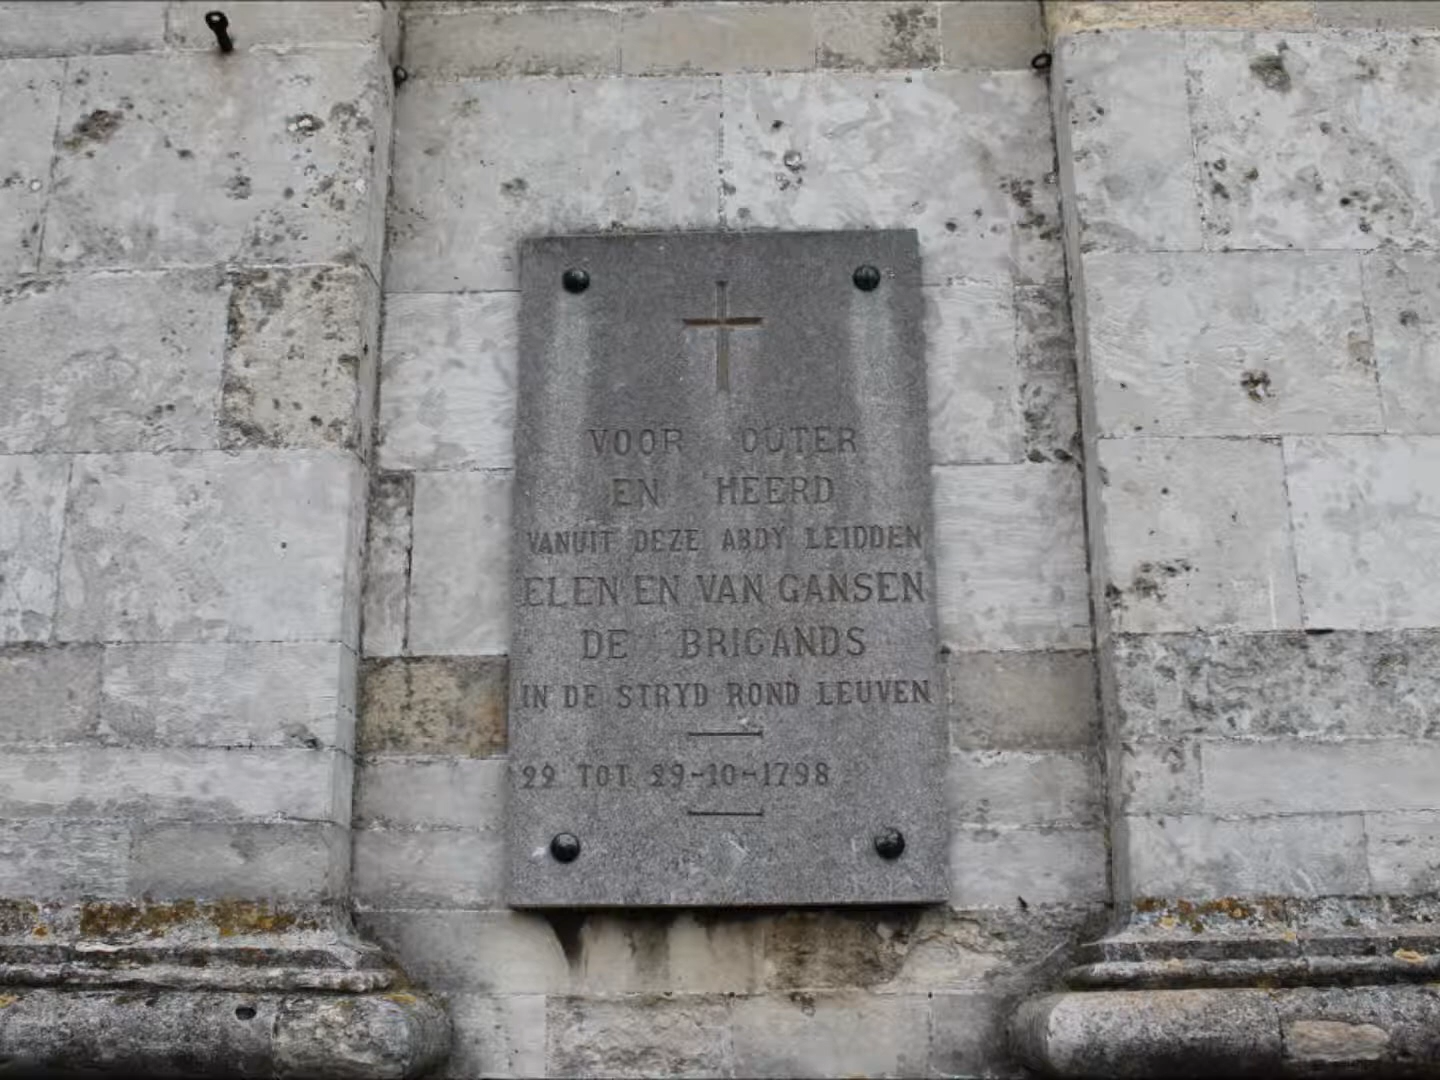 VOOR OUTER
EN HEERD
VANUIT DEZE ABDY LEIDDEN
ELEN EN VAN GANSEN
DE BRIGANDS
IN DE STRYD ROND LEUVEN
22 TOT 29-10-1798